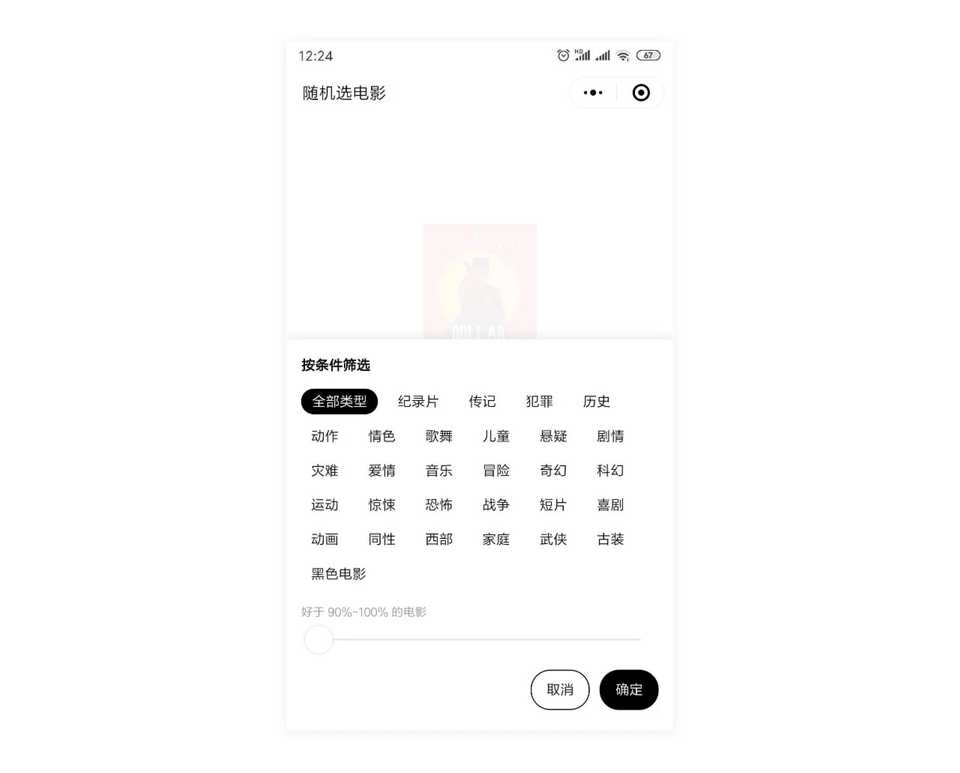 12:24 HD 67
随机选电影
DOLLAR
按条件筛选
全部类型 纪录片 传记 犯罪 历史
动作 情色 歌舞 儿童 悬疑 剧情
灾难 爱情 音乐 冒险 奇幻 科幻
运动 惊悚 恐怖 战争 短片 喜剧
动画 同性 西部 家庭 武侠 古装
黑色电影
好于 90%-100% 的电影
取消 确定